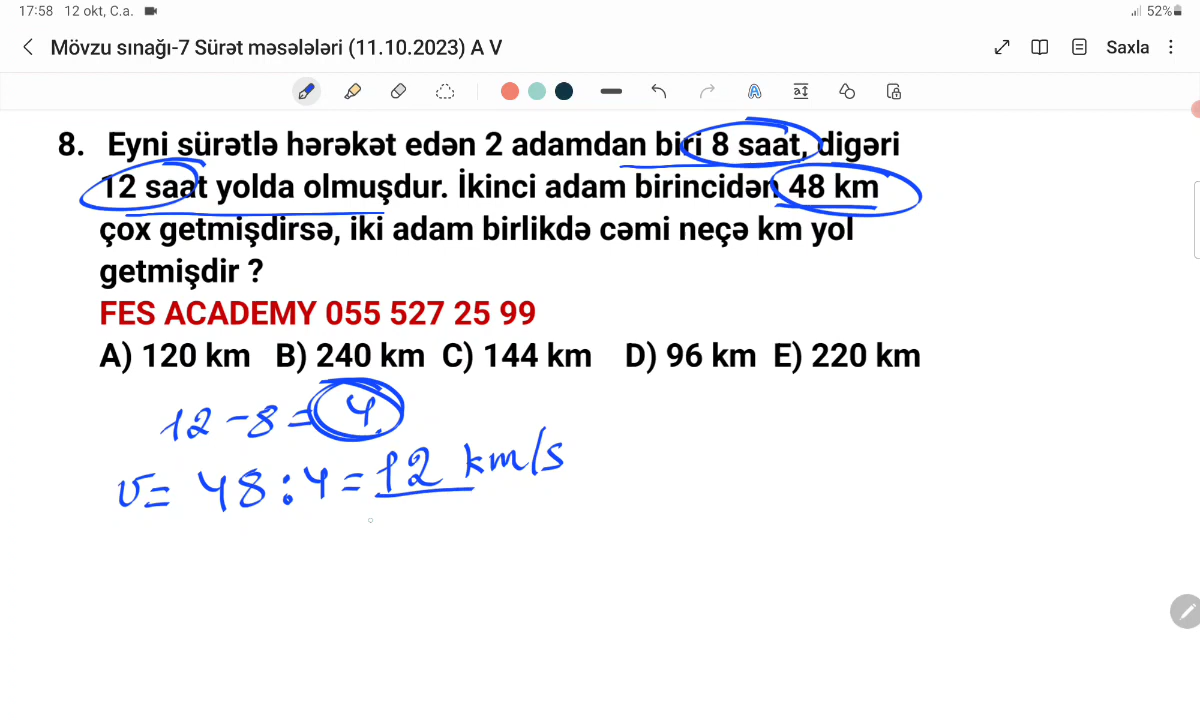 17:58 12 okt, C.a. 52%
Mövzu sınağı-7 Sürət məsələləri (11.10.2023) A V Saxla
8. Eyni sürətlə hərəkət edən 2 adamdan biri 8 saat, digəri
12 saat yolda olmuşdur. İkinci adam birincidən 48 km
çox getmişdirsə, iki adam birlikdə cəmi neçə km yol
getmişdir ?
FES ACADEMY 055 527 25 99
A) 120 km B) 240 km C) 144 km D) 96 km E) 220 km
12 - 8 = 4
v = 48 : 4 = 12 km/s